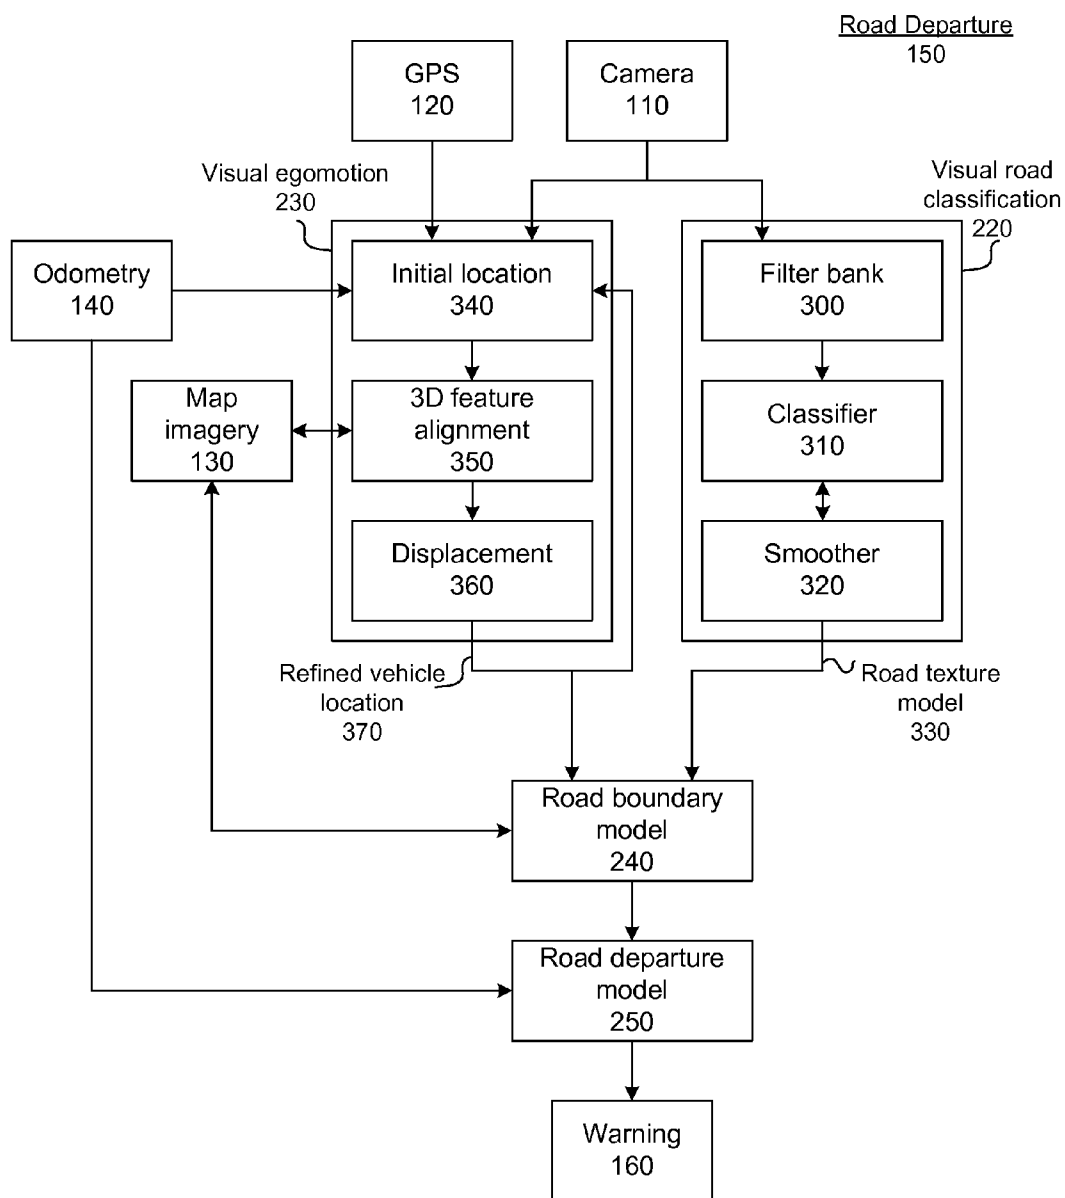 Road Departure
150
GPS
120
Camera
110
Visual egomotion
230
Visual road
classification
220
Odometry
140
Initial location
340
Filter bank
300
Map
imagery
130
3D feature
alignment
350
Classifier
310
Displacement
360
Smoother
320
Refined vehicle
location
370
Road texture
model
330
Road boundary
model
240
Road departure
model
250
Warning
160